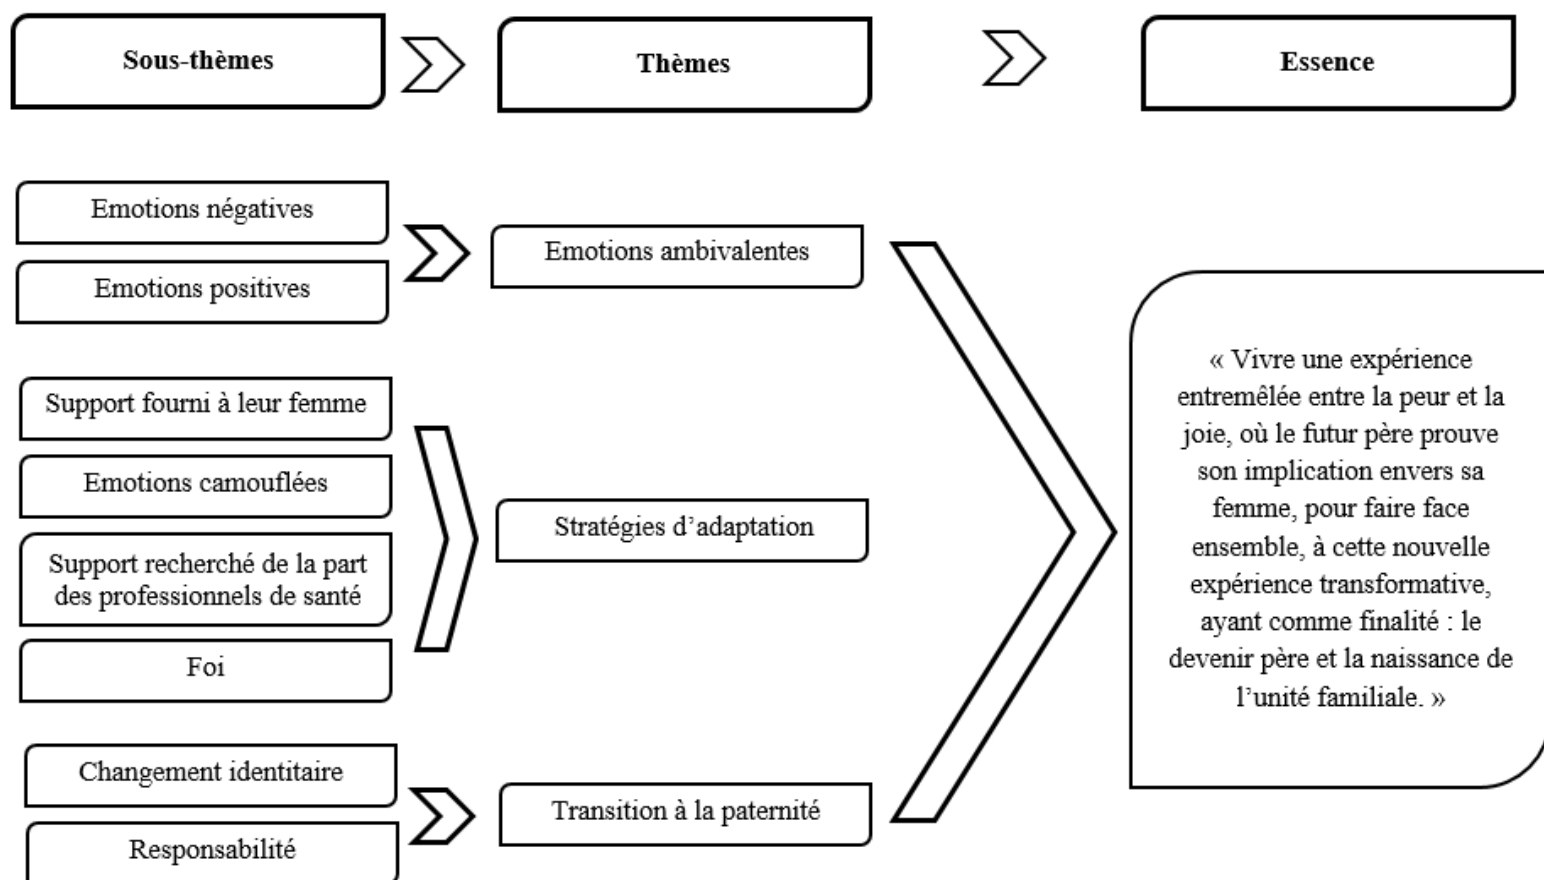 Sous-thèmes
Thèmes
Essence
Emotions négatives
Emotions positives
Emotions ambivalentes
Support fourni à leur femme
Emotions camouflées
Support recherché de la part
des professionnels de santé
Foi
Stratégies d’adaptation
Changement identitaire
Responsabilité
Transition à la paternité
« Vivre une expérience
entremêlée entre la peur et la
joie, où le futur père prouve
son implication envers sa
femme, pour faire face
ensemble, à cette nouvelle
expérience transformative,
ayant comme finalité : le
devenir père et la naissance de
l’unité familiale. »